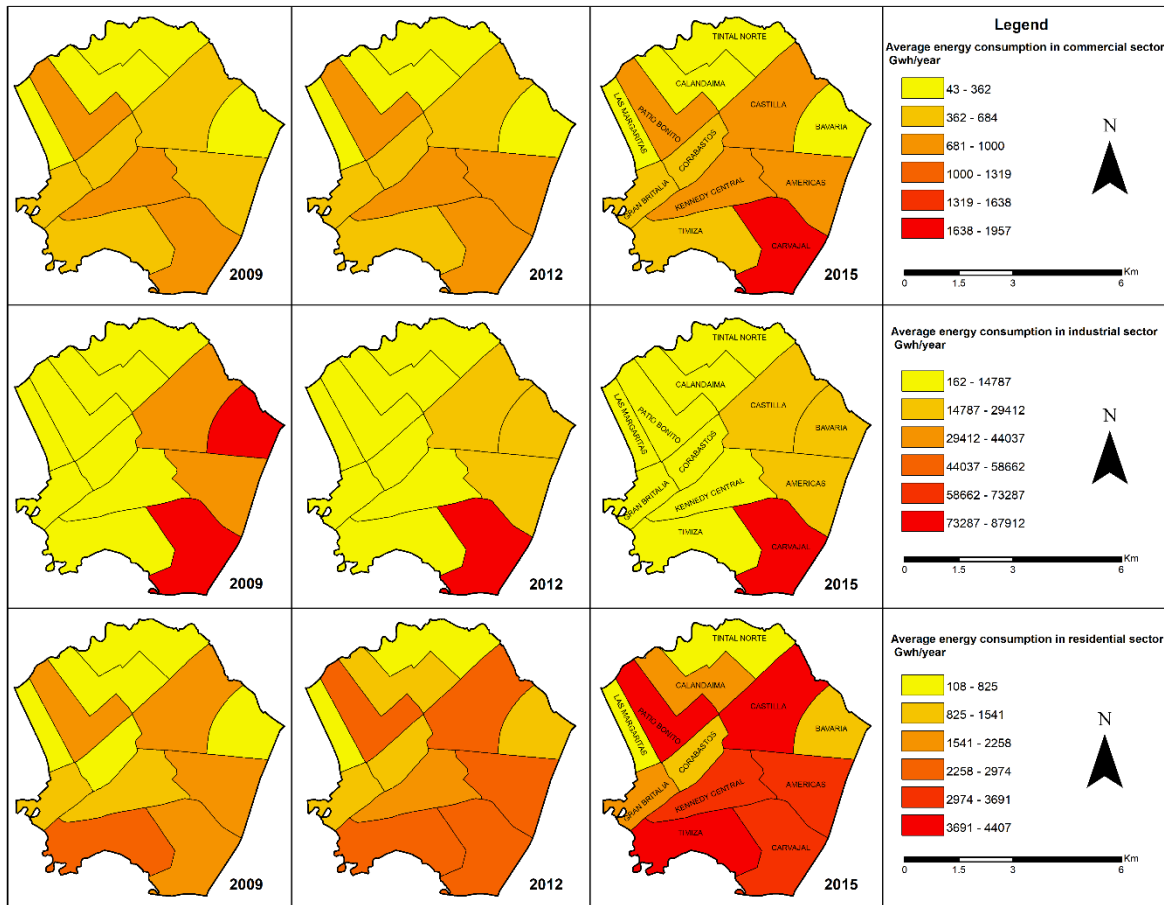 2009
2012
TINTAL NORTE
CALANDAIMA
LAS MARGARITAS
PATIO BONITO
CASTILLA
BAVARIA
CORABASTOS
GRAN BRITALIA
KENNEDY CENTRAL
AMERICAS
TIVIZA
CARVAJAL
2015
Legend
Average energy consumption in commercial sector
Gwh/year
43 - 362
362 - 684
681 - 1000
1000 - 1319
1319 - 1638
1638 - 1957
N
Km
0 1.5 3 6
2009
2012
TINTAL NORTE
CALANDAIMA
LAS MARGARITAS
PATIO BONITO
CASTILLA
BAVARIA
CORABASTOS
GRAN BRITALIA
KENNEDY CENTRAL
AMERICAS
TIVIZA
CARVAJAL
2015
Average energy consumption in industrial sector
Gwh/year
162 - 14787
14787 - 29412
29412 - 44037
44037 - 58662
58662 - 73287
73287 - 87912
N
Km
0 1.5 3 6
2009
2012
TINTAL NORTE
CALANDAIMA
LAS MARGARITAS
PATIO BONITO
CASTILLA
BAVARIA
CORABASTOS
GRAN BRITALIA
KENNEDY CENTRAL
AMERICAS
TIVIZA
CARVAJAL
2015
Average energy consumption in residential sector
Gwh/year
108 - 825
825 - 1541
1541 - 2258
2258 - 2974
2974 - 3691
3691 - 4407
N
Km
0 1.5 3 6